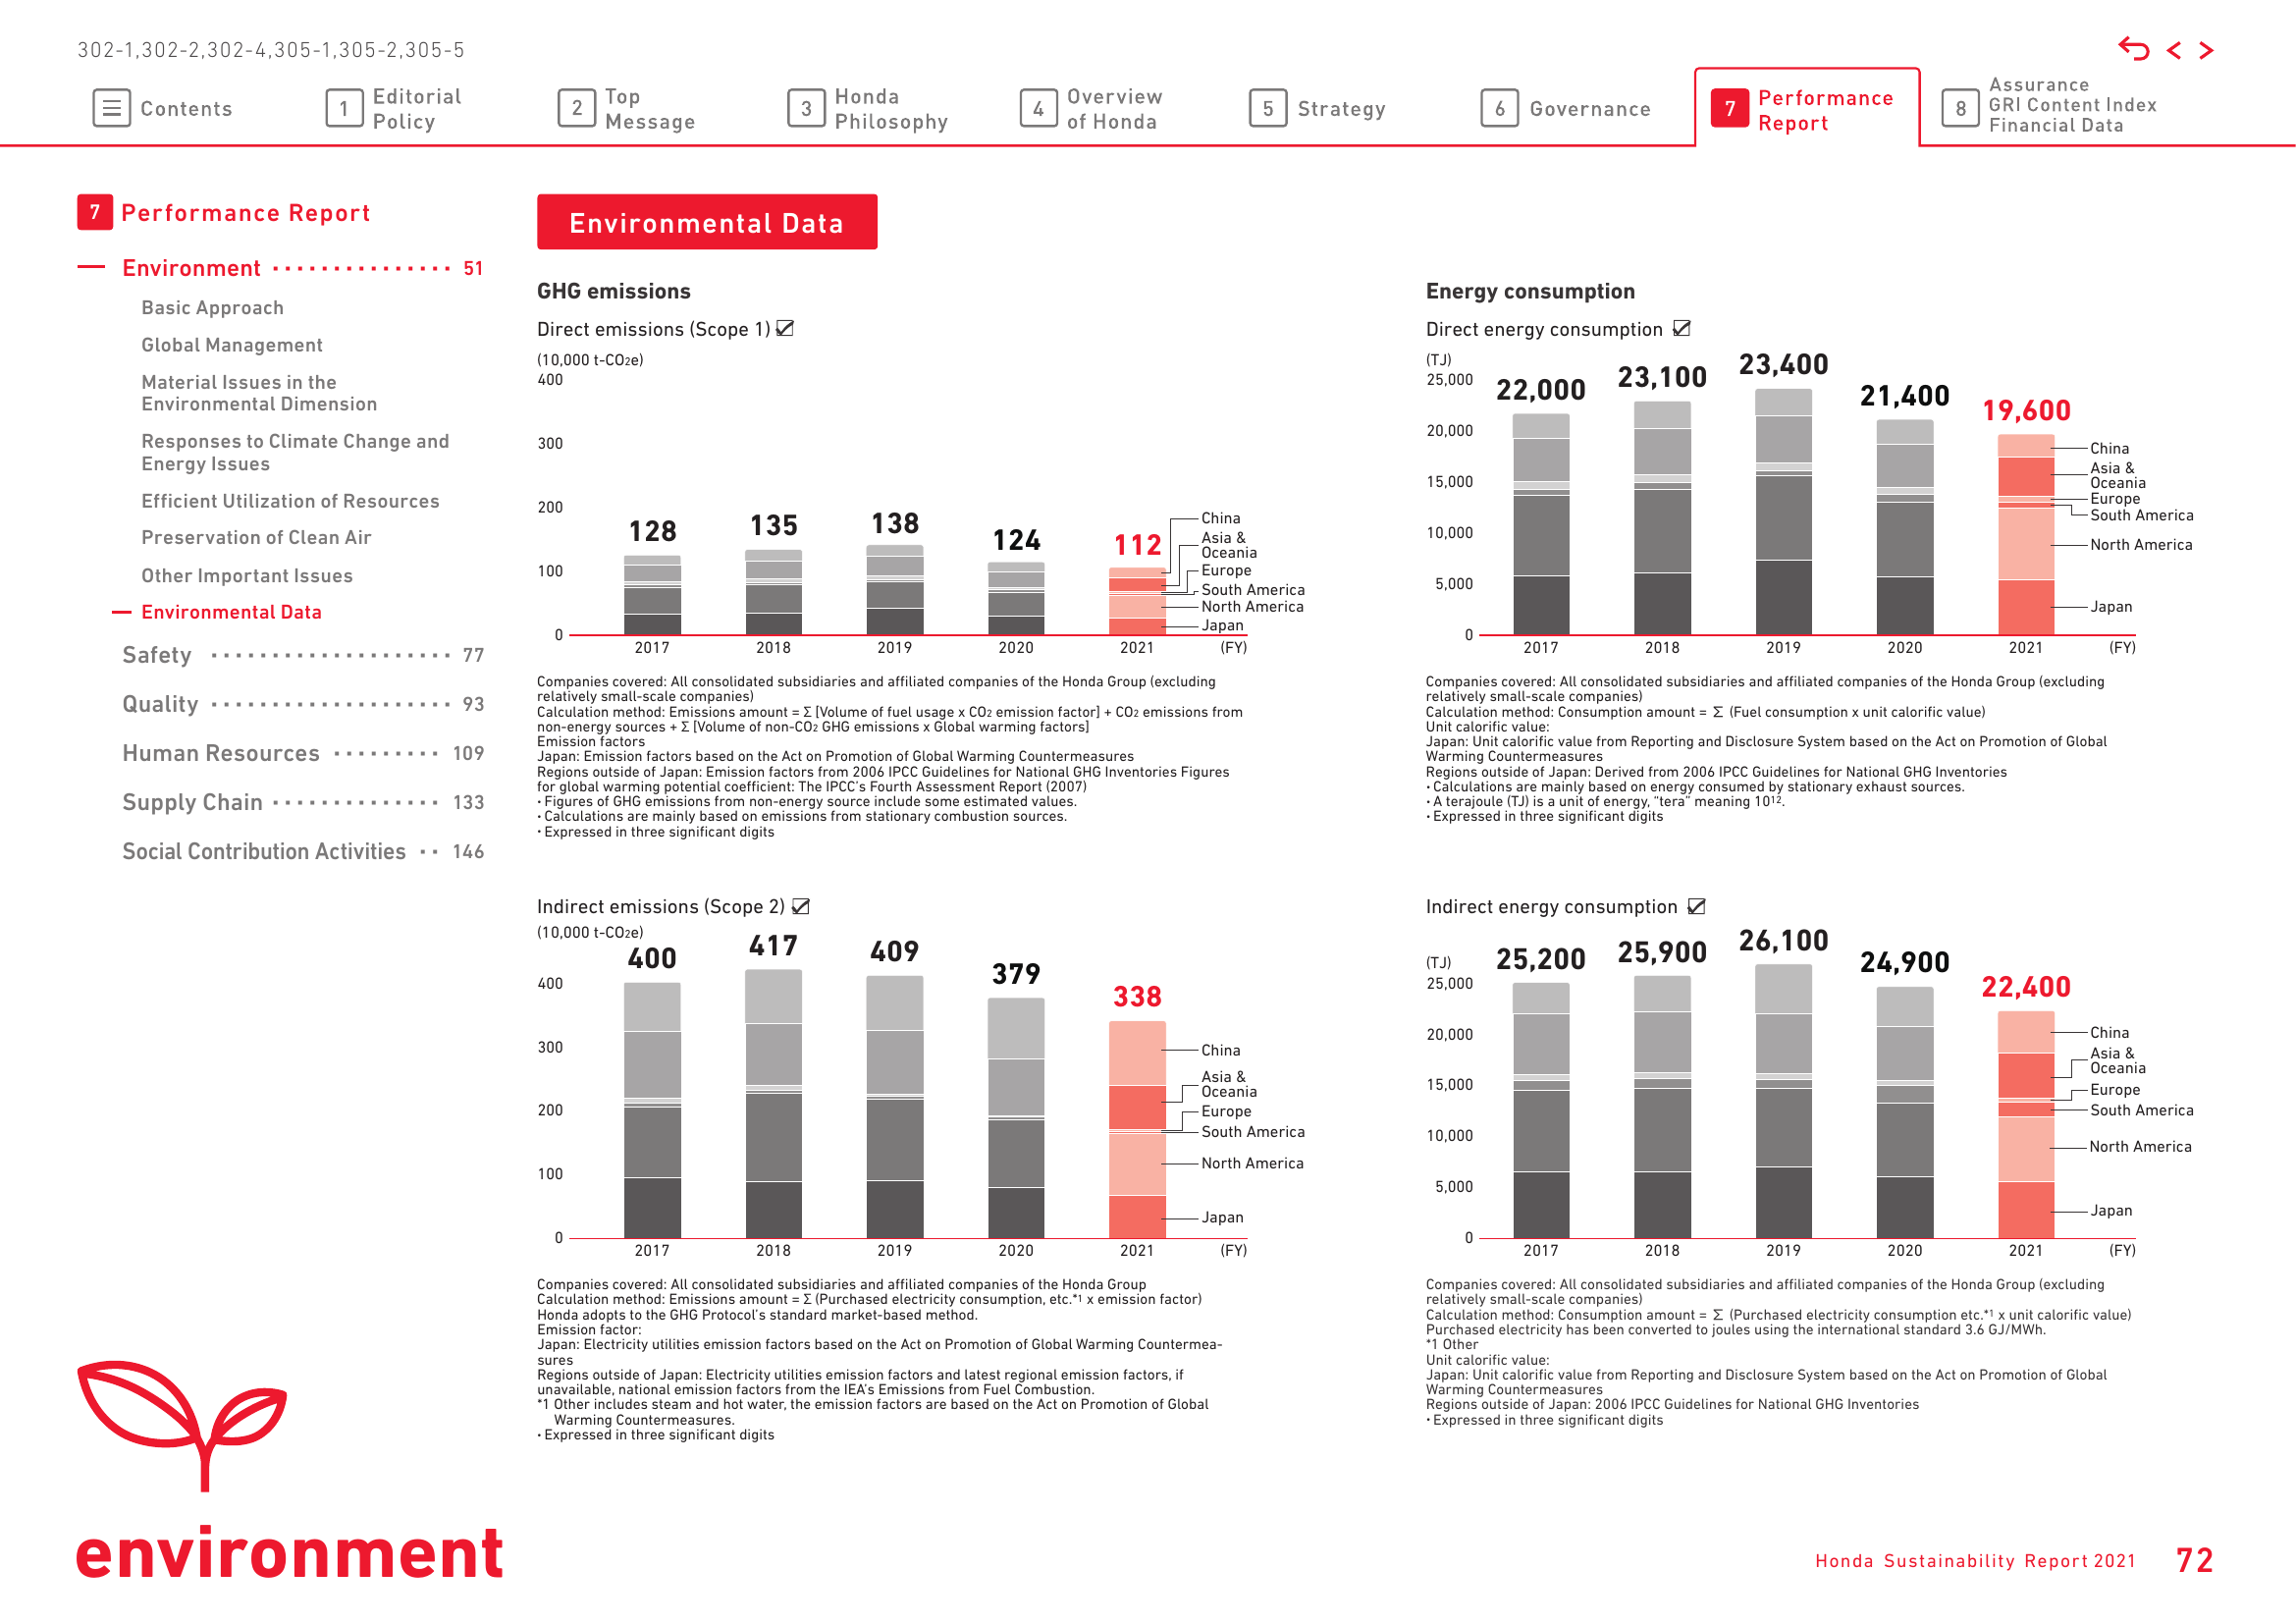 302-1,302-2,302-4,305-1,305-2,305-5
Contents
1 Editorial
Policy
2 Top
Message
3 Honda
Philosophy
4 Overview
of Honda
5 Strategy
6 Governance
7 Performance
Report
8 Assurance
GRI Content Index
Financial Data
7 Performance Report
Environment 51
Basic Approach
Global Management
Material Issues in the
Environmental Dimension
Responses to Climate Change and
Energy Issues
Efficient Utilization of Resources
Preservation of Clean Air
Other Important Issues
Environmental Data
Safety 77
Quality 93
Human Resources 109
Supply Chain 133
Social Contribution Activities 146
Environmental Data
GHG emissions
Direct emissions (Scope 1)
(10,000 t-CO2e)
400
300
200
100
0
128
135
138
124
112
China
Asia &
Oceania
Europe
South America
North America
Japan
2017 2018 2019 2020 2021 (FY)
Companies covered: All consolidated subsidiaries and affiliated companies of the Honda Group (excluding
relatively small-scale companies)
Calculation method: Emissions amount = Σ [Volume of fuel usage x CO2 emission factor] + CO2 emissions from
non-energy sources + Σ [Volume of non-CO2 GHG emissions x Global warming factors]
Emission factors
Japan: Emission factors based on the Act on Promotion of Global Warming Countermeasures
Regions outside of Japan: Emission factors from 2006 IPCC Guidelines for National GHG Inventories Figures
for global warming potential coefficient: The IPCC's Fourth Assessment Report (2007)
· Figures of GHG emissions from non-energy source include some estimated values.
· Calculations are mainly based on emissions from stationary combustion sources.
· Expressed in three significant digits
Indirect emissions (Scope 2)
(10,000 t-CO2e)
400
300
200
100
0
400
417
409
379
338
China
Asia &
Oceania
Europe
South America
North America
Japan
2017 2018 2019 2020 2021 (FY)
Companies covered: All consolidated subsidiaries and affiliated companies of the Honda Group
Calculation method: Emissions amount = Σ (Purchased electricity consumption, etc.*1 x emission factor)
Honda adopts to the GHG Protocol's standard market-based method.
Emission factor:
Japan: Electricity utilities emission factors based on the Act on Promotion of Global Warming Countermea-
sures
Regions outside of Japan: Electricity utilities emission factors and latest regional emission factors, if
unavailable, national emission factors from the IEA's Emissions from Fuel Combustion.
*1 Other includes steam and hot water, the emission factors are based on the Act on Promotion of Global
Warming Countermeasures.
· Expressed in three significant digits
Energy consumption
Direct energy consumption
(TJ)
25,000
20,000
15,000
10,000
5,000
0
22,000
23,100
23,400
21,400
19,600
China
Asia &
Oceania
Europe
South America
North America
Japan
2017 2018 2019 2020 2021 (FY)
Companies covered: All consolidated subsidiaries and affiliated companies of the Honda Group (excluding
relatively small-scale companies)
Calculation method: Consumption amount = Σ (Fuel consumption x unit calorific value)
Unit calorific value:
Japan: Unit calorific value from Reporting and Disclosure System based on the Act on Promotion of Global
Warming Countermeasures
Regions outside of Japan: Derived from 2006 IPCC Guidelines for National GHG Inventories
· Calculations are mainly based on energy consumed by stationary exhaust sources.
· A terajoule (TJ) is a unit of energy, "tera" meaning 10¹².
· Expressed in three significant digits
Indirect energy consumption
(TJ)
25,000
20,000
15,000
10,000
5,000
0
25,200
25,900
26,100
24,900
22,400
China
Asia &
Oceania
Europe
South America
North America
Japan
2017 2018 2019 2020 2021 (FY)
Companies covered: All consolidated subsidiaries and affiliated companies of the Honda Group (excluding
relatively small-scale companies)
Calculation method: Consumption amount = Σ (Purchased electricity consumption etc.*1 x unit calorific value)
Purchased electricity has been converted to joules using the international standard 3.6 GJ/MWh.
*1 Other
Unit calorific value:
Japan: Unit calorific value from Reporting and Disclosure System based on the Act on Promotion of Global
Warming Countermeasures
Regions outside of Japan: 2006 IPCC Guidelines for National GHG Inventories
· Expressed in three significant digits
environment
Honda Sustainability Report 2021 72